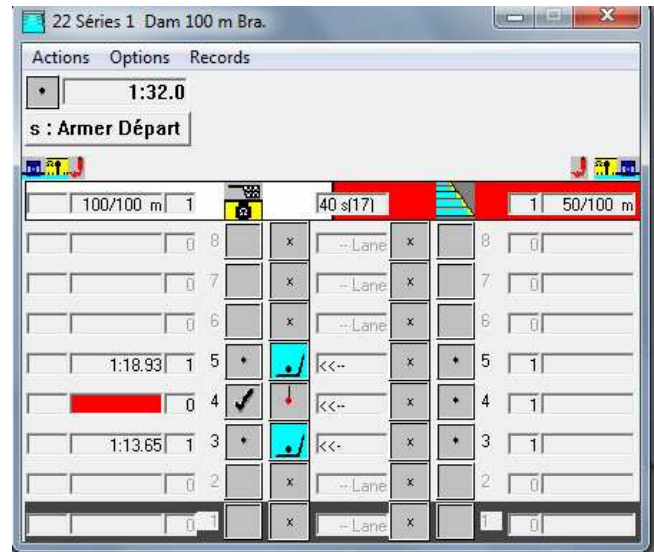 22 Séries 1 Dam 100 m Bra.
Actions Options Records
1:32.0
s : Armer Départ
100/100 m 1 40 s(17) 1 50/100 m
0 8 x -- Lane x 8 0
0 7 x -- Lane x 7 0
0 6 x -- Lane x 6 0
1:18.93 1 5 <<-- x 5 1
0 4 <<-- x 4 1
1:13.65 1 3 <<- x 3 1
0 2 x -- Lane x 2 0
0 1 x -- Lane x 1 0